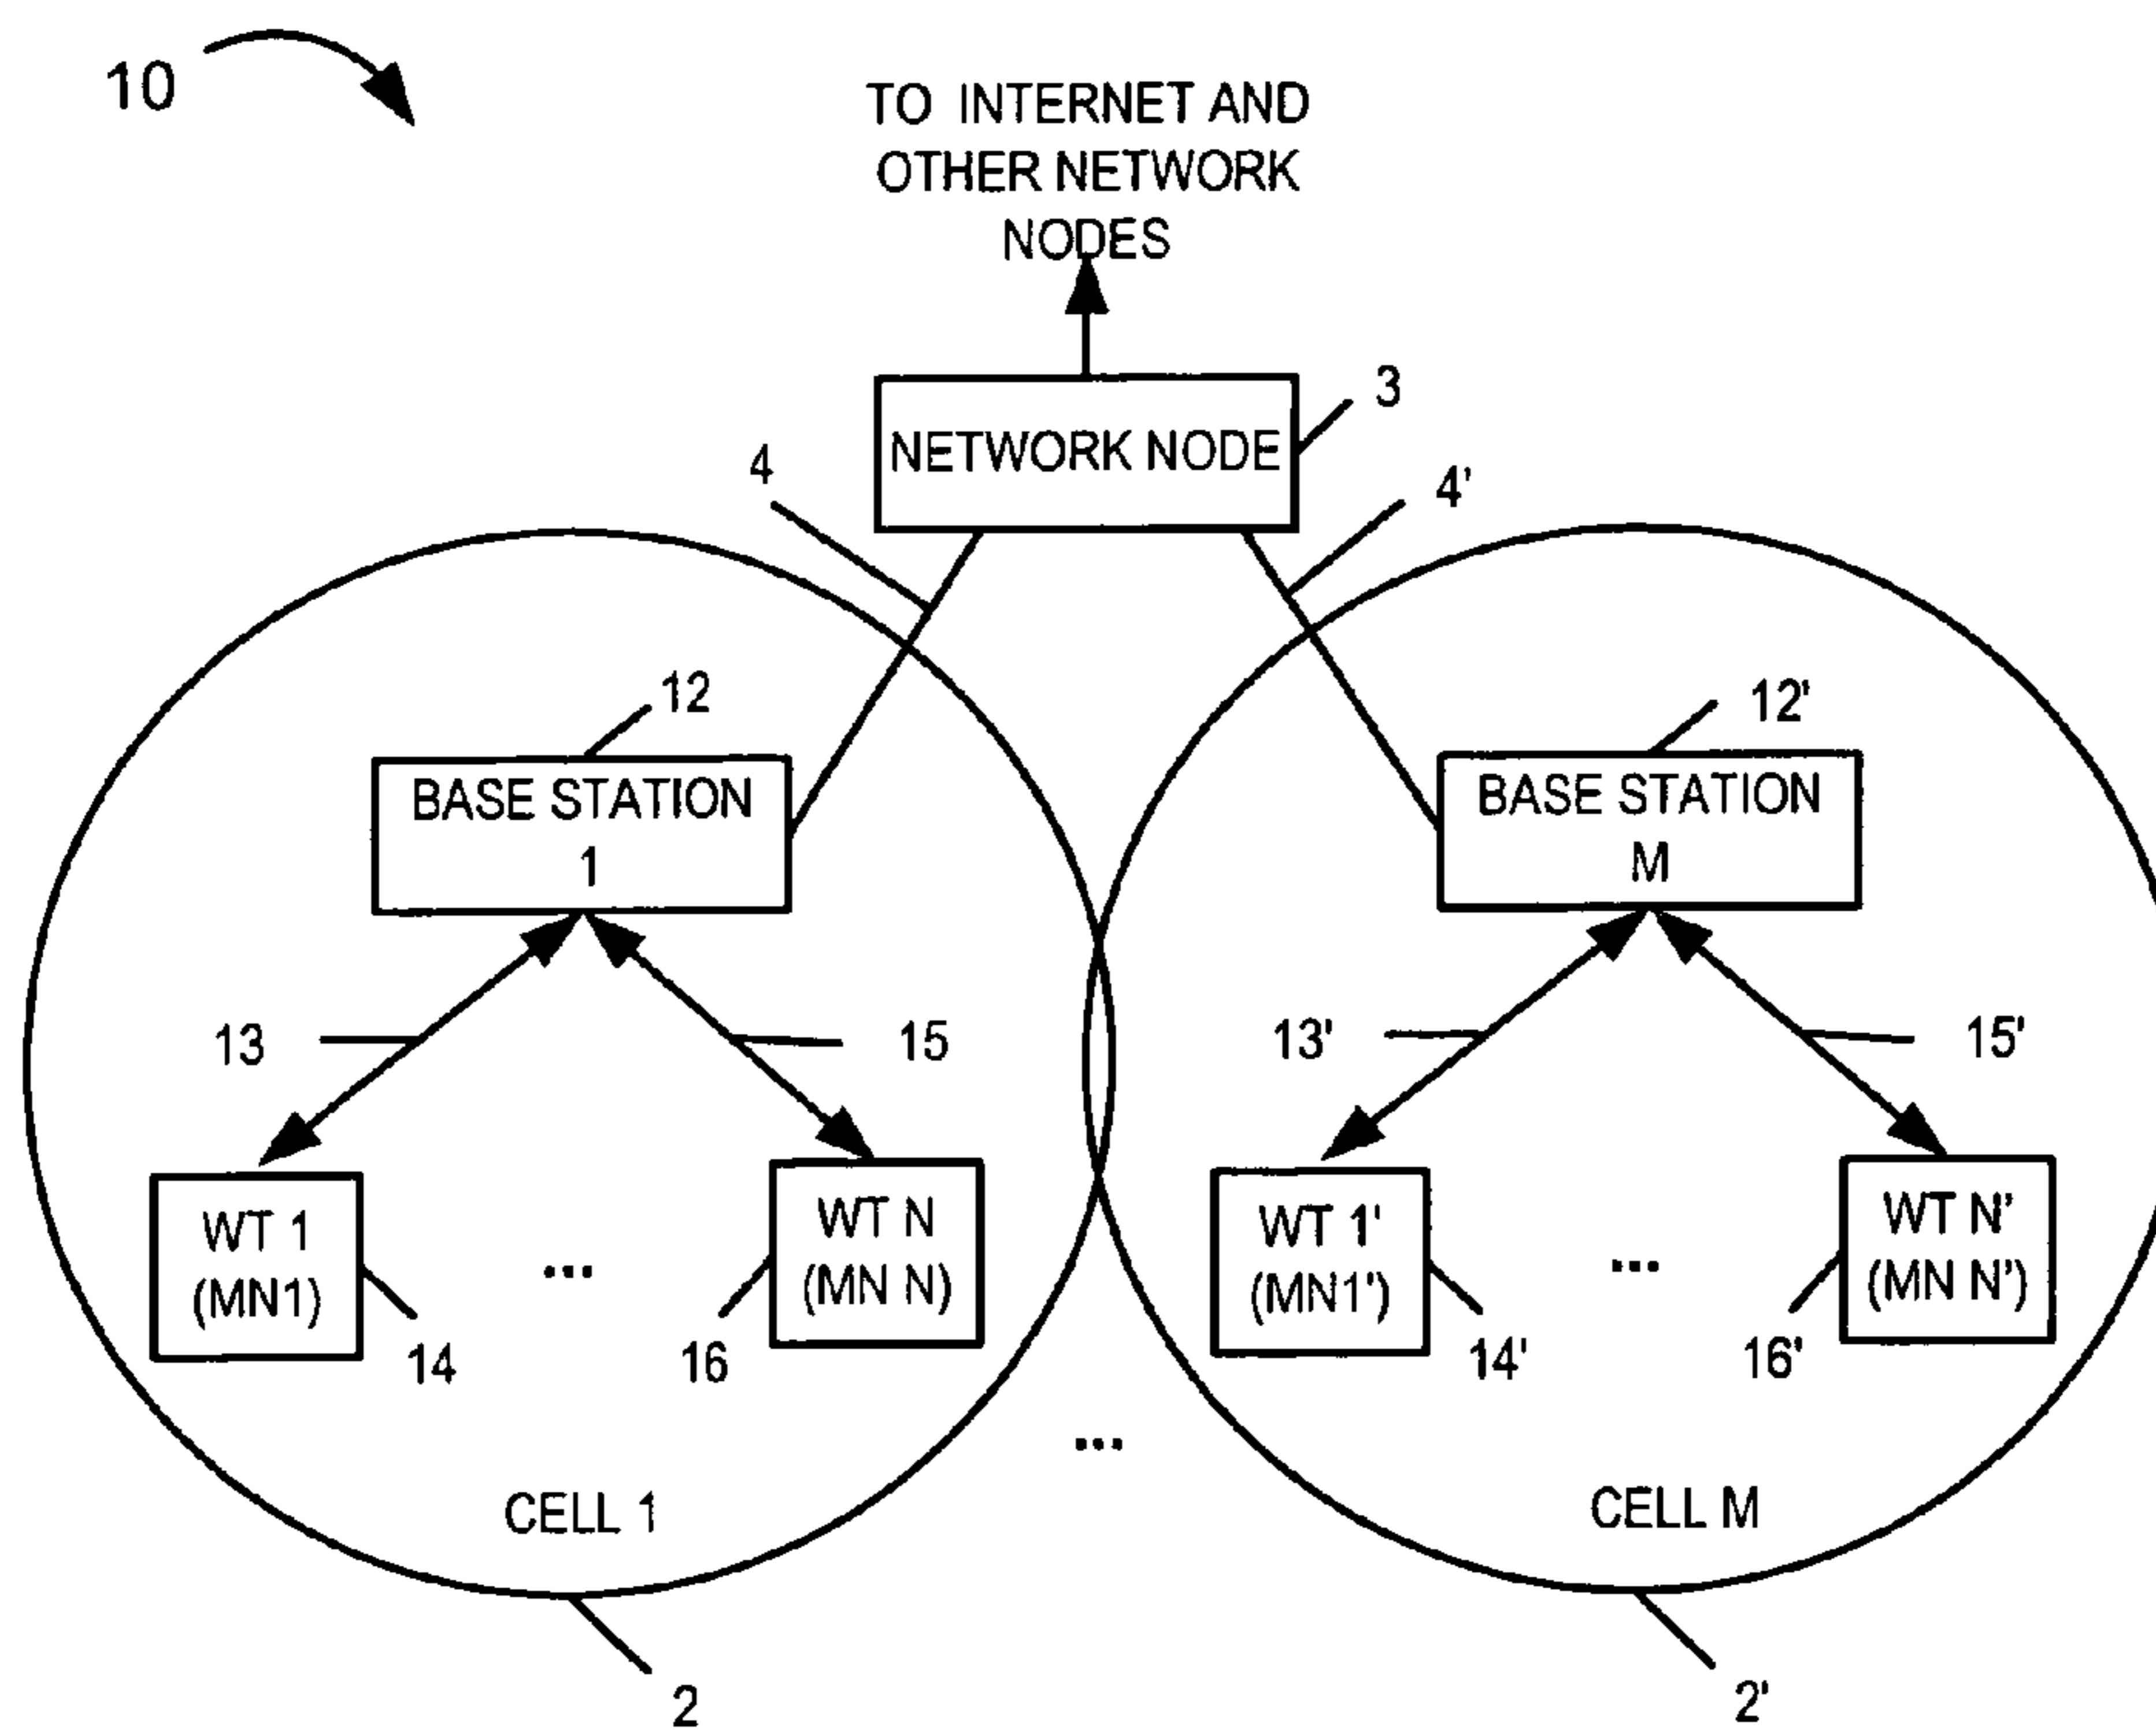 10
TO INTERNET AND
OTHER NETWORK
NODES
NETWORK NODE
3
4
4'
12
12'
BASE STATION
1
BASE STATION
M
13
15
13'
15'
WT 1
(MN1)
...
WT N
(MN N)
WT 1'
(MN1')
...
WT N'
(MN N')
14
16
14'
16'
...
CELL 1
CELL M
2
2'